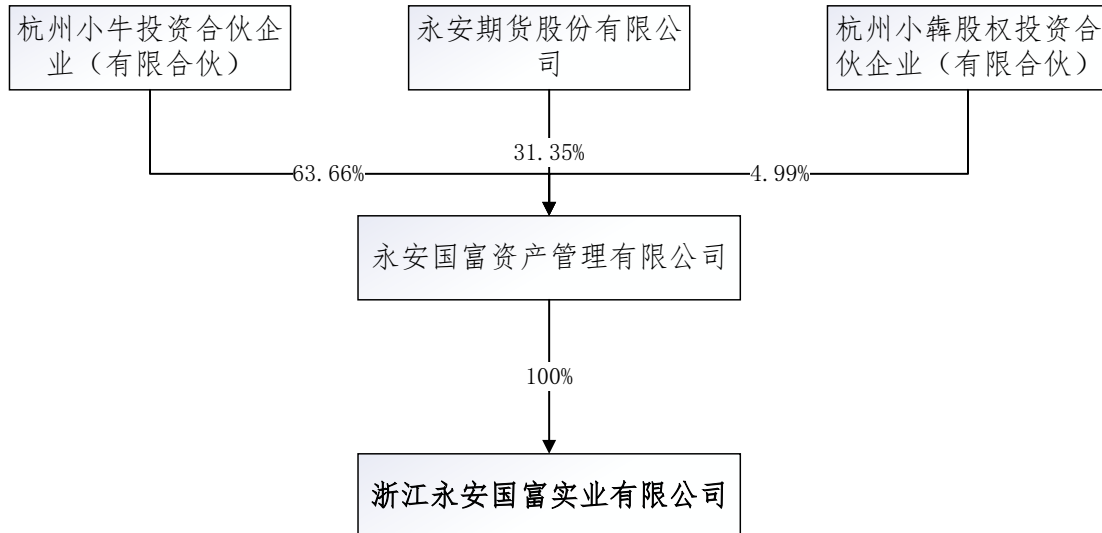 杭州小牛投资合伙企
业（有限合伙）
永安期货股份有限公
司
杭州小犇股权投资合
伙企业（有限合伙）
63.66%
31.35%
4.99%
永安国富资产管理有限公司
100%
浙江永安国富实业有限公司